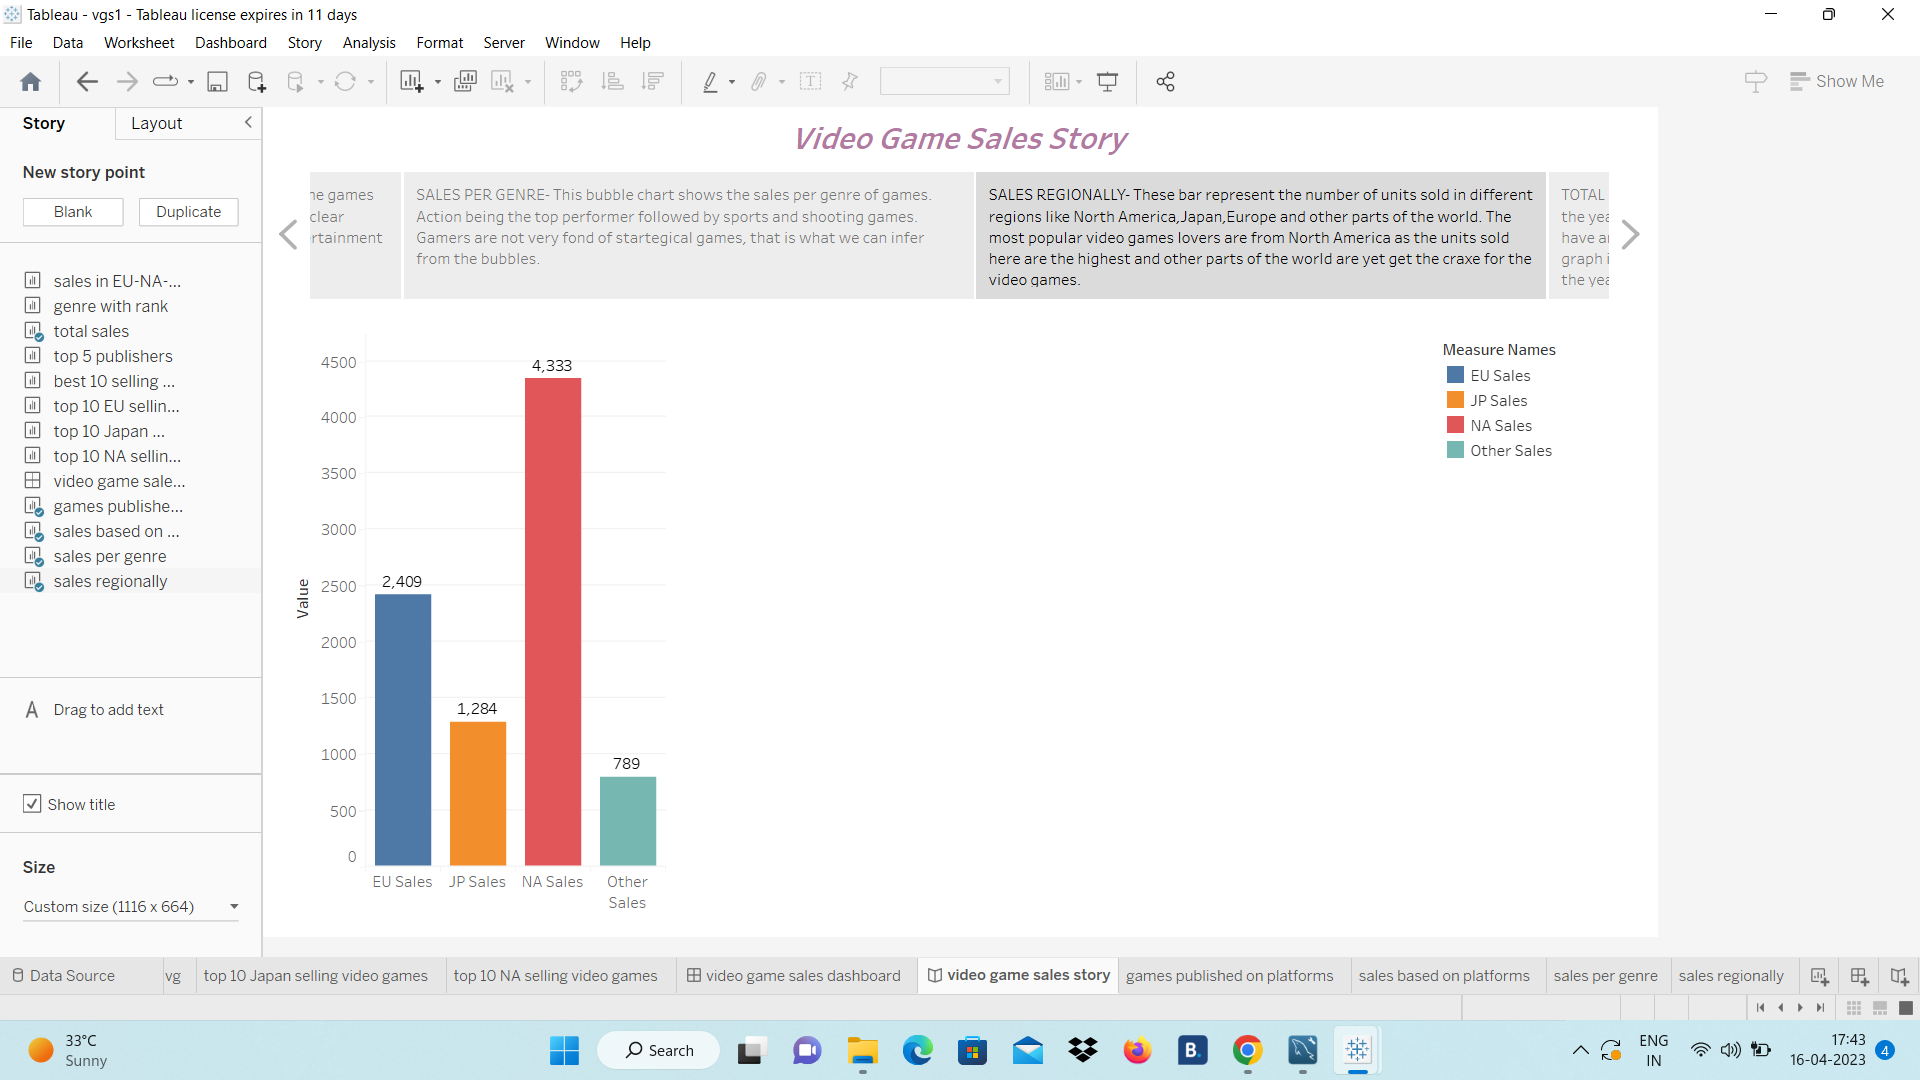 Tableau - vgs1 - Tableau license expires in 11 days
File Data Worksheet Dashboard Story Analysis Format Server Window Help
Show Me
Story Layout
New story point
Blank Duplicate
sales in EU-NA-...
genre with rank
total sales
top 5 publishers
best 10 selling ...
top 10 EU sellin...
top 10 Japan ...
top 10 NA sellin...
video game sale...
games publishe...
sales based on ...
sales per genre
sales regionally
Drag to add text
Show title
Size
Custom size (1116 x 664)
Video Game Sales Story
games
clear
SALES PER GENRE- This bubble chart shows the sales per genre of games.
Action being the top performer followed by sports and shooting games.
Gamers are not very fond of startegical games, that is what we can infer
from the bubbles.
SALES REGIONALLY- These bar represent the number of units sold in different
regions like North America,Japan,Europe and other parts of the world. The
most popular video games lovers are from North America as the units sold
here are the highest and other parts of the world are yet get the craxe for the
video games.
TOTAL
the yea
have a
graph i
the yea
Value
4500
4000
3500
3000
2500
2000
1500
1000
500
0
2,409
1,284
4,333
789
EU Sales JP Sales NA Sales Other
Sales
Measure Names
EU Sales
JP Sales
NA Sales
Other Sales
Data Source vg top 10 Japan selling video games top 10 NA selling video games video game sales dashboard video game sales story games published on platforms sales based on platforms sales per genre sales regionally
33°C
Sunny
Search
B.
ENG
IN
17:43
16-04-2023
4